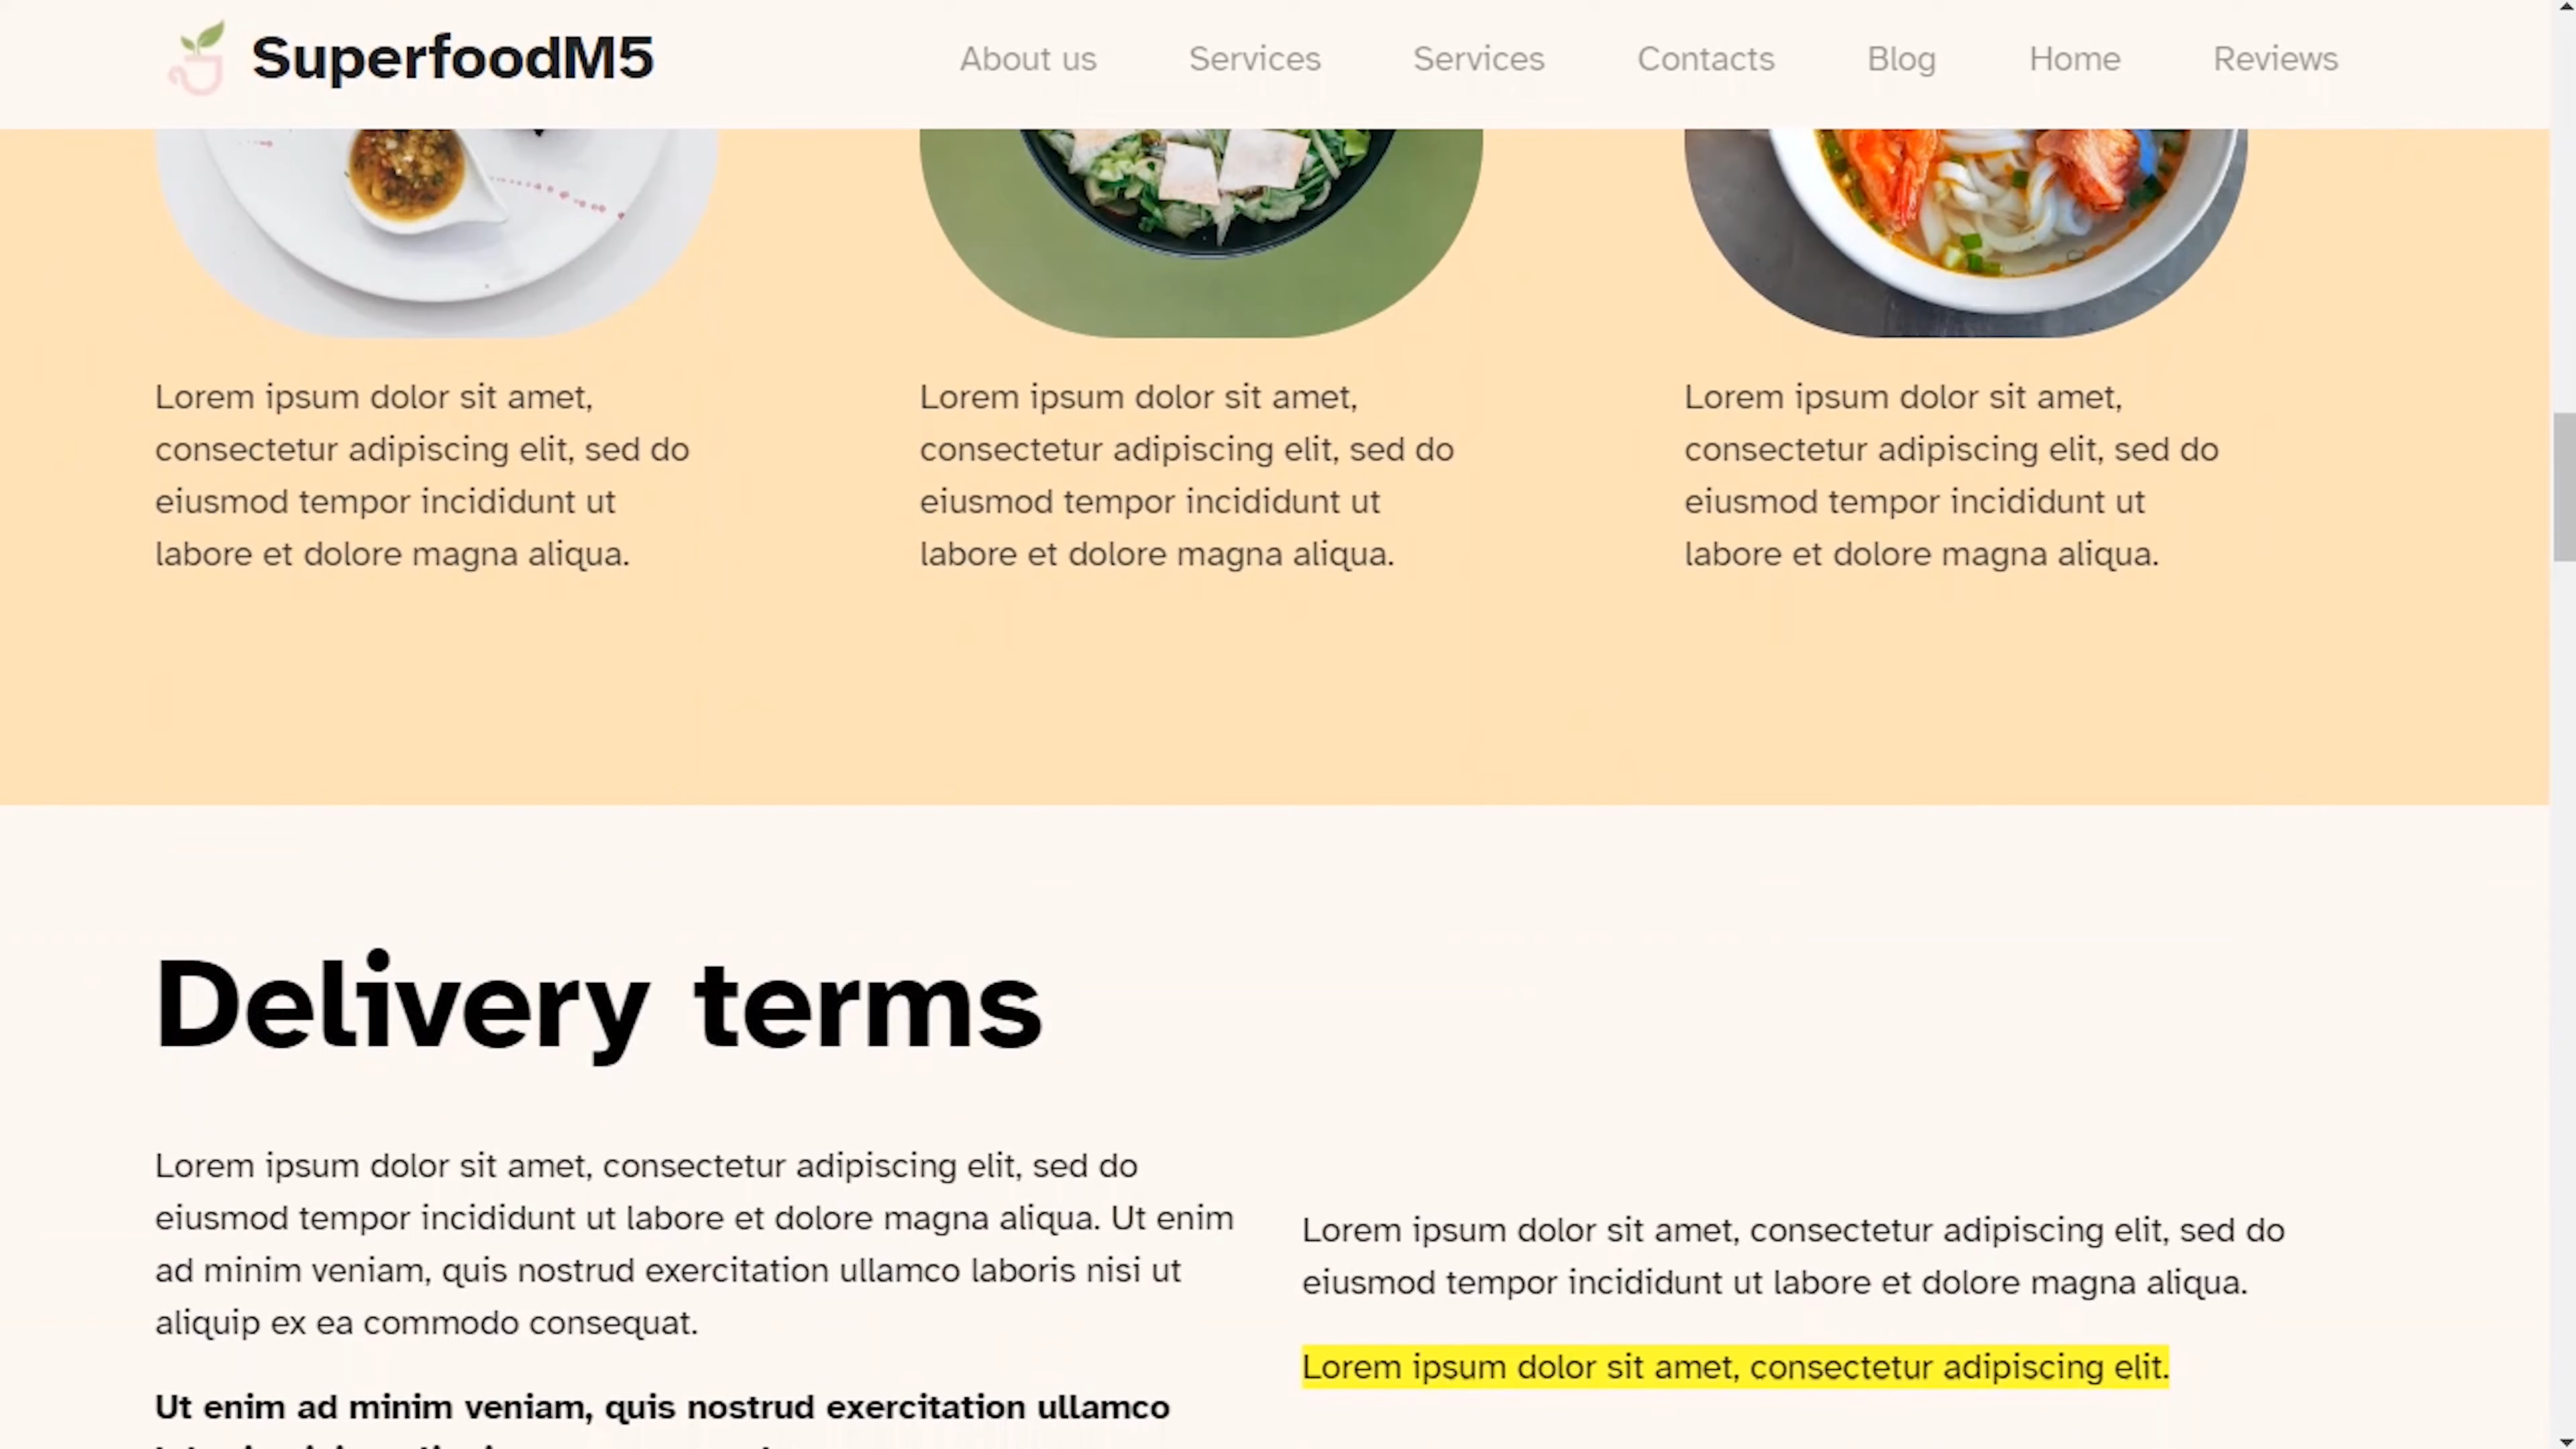 SuperfoodM5
About us Services Services Contacts Blog Home Reviews
Lorem ipsum dolor sit amet,
consectetur adipiscing elit, sed do
eiusmod tempor incididunt ut
labore et dolore magna aliqua.
Lorem ipsum dolor sit amet,
consectetur adipiscing elit, sed do
eiusmod tempor incididunt ut
labore et dolore magna aliqua.
Lorem ipsum dolor sit amet,
consectetur adipiscing elit, sed do
eiusmod tempor incididunt ut
labore et dolore magna aliqua.
Delivery terms
Lorem ipsum dolor sit amet, consectetur adipiscing elit, sed do
eiusmod tempor incididunt ut labore et dolore magna aliqua. Ut enim
ad minim veniam, quis nostrud exercitation ullamco laboris nisi ut
aliquip ex ea commodo consequat.
Ut enim ad minim veniam, quis nostrud exercitation ullamco
Lorem ipsum dolor sit amet, consectetur adipiscing elit, sed do
eiusmod tempor incididunt ut labore et dolore magna aliqua.
Lorem ipsum dolor sit amet, consectetur adipiscing elit.